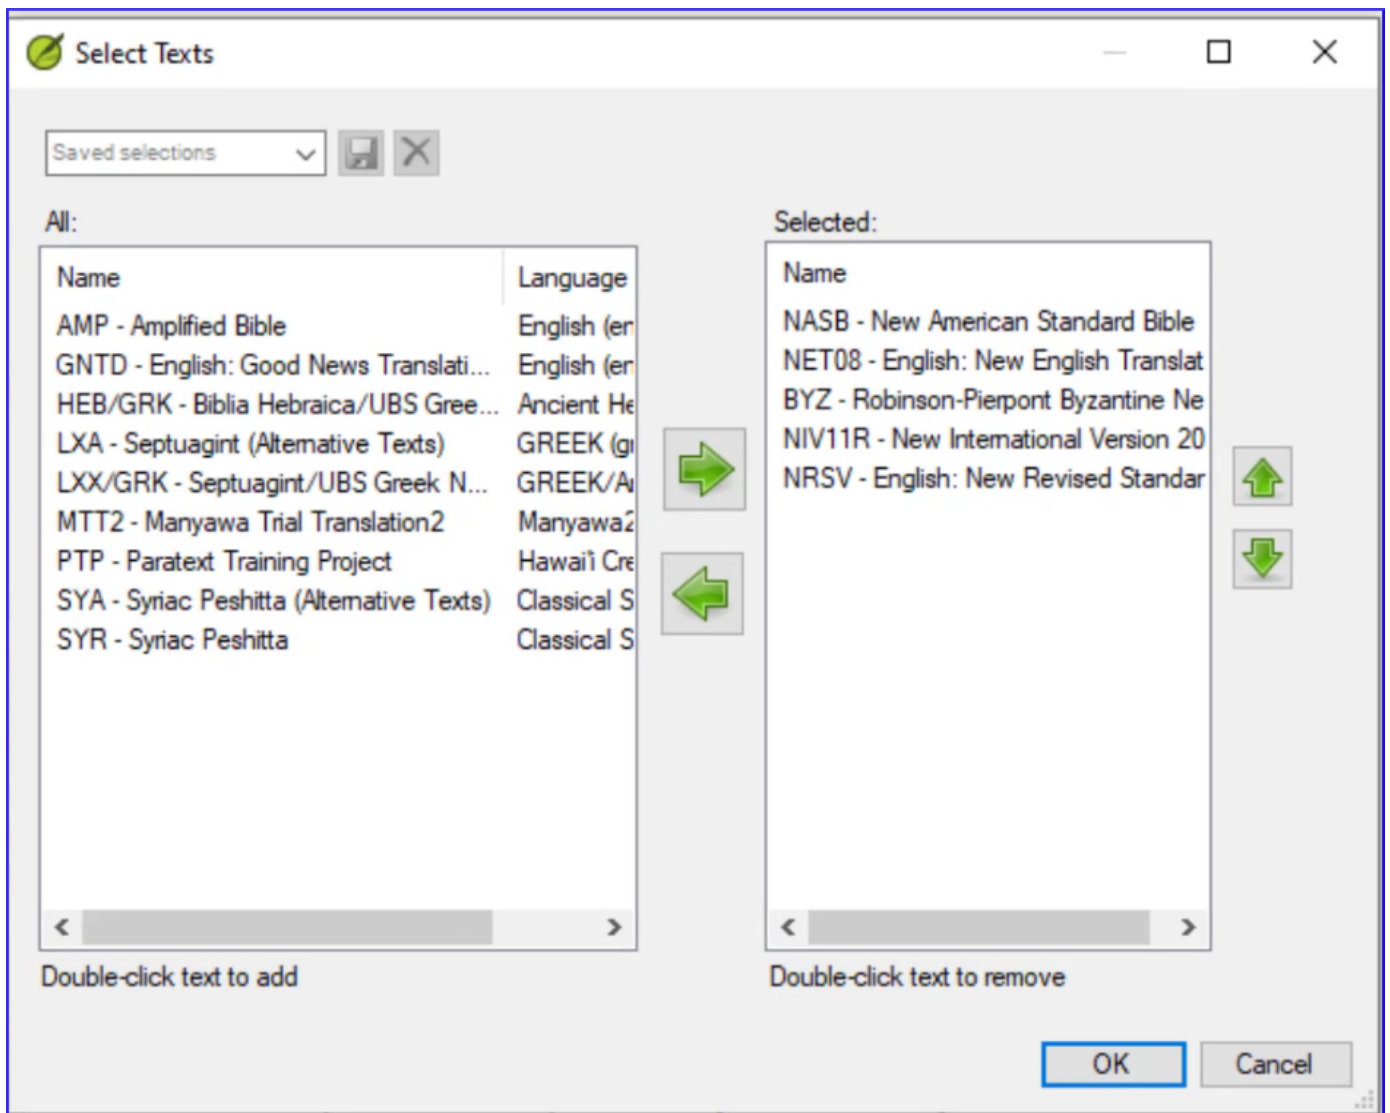 Select Texts
Saved selections
All:
Name Language
AMP - Amplified Bible English (en
GNTD - English: Good News Translati... English (en
HEB/GRK - Biblia Hebraica/UBS Gree... Ancient He
LXA - Septuagint (Alternative Texts) GREEK (gr
LXX/GRK - Septuagint/UBS Greek N... GREEK/A
MTT2 - Manyawa Trial Translation2 Manyawa2
PTP - Paratext Training Project Hawai'i Cre
SYA - Syriac Peshitta (Alternative Texts) Classical S
SYR - Syriac Peshitta Classical S
Double-click text to add
Selected:
Name
NASB - New American Standard Bible
NET08 - English: New English Translat
BYZ - Robinson-Pierpont Byzantine Ne
NIV11R - New International Version 20
NRSV - English: New Revised Standar
Double-click text to remove
OK Cancel